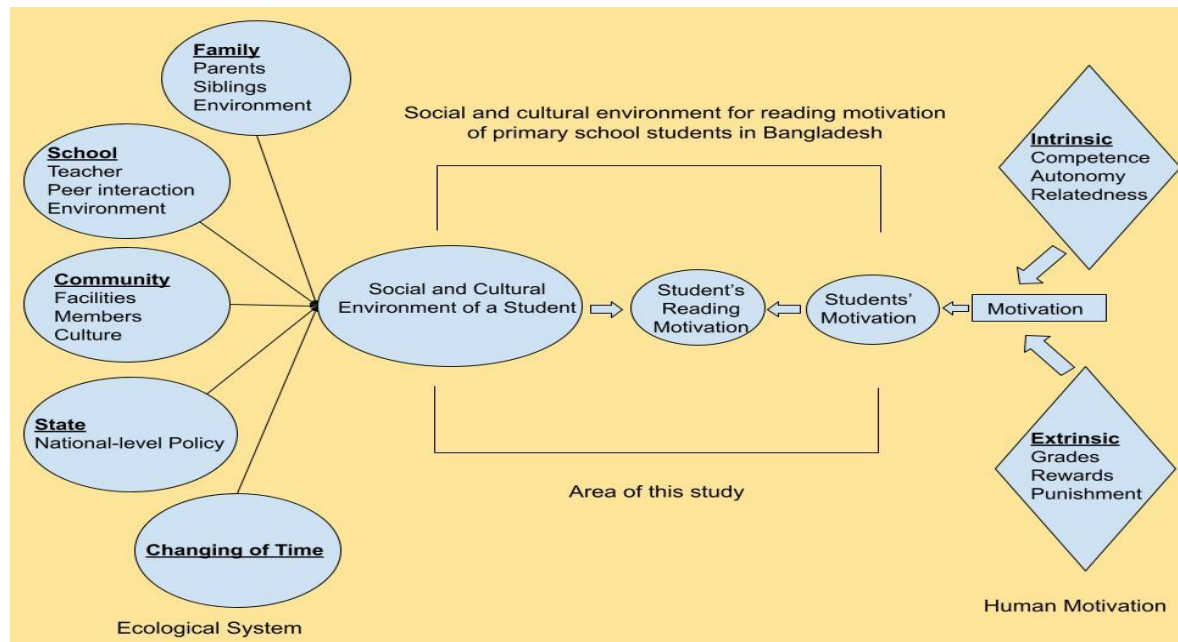 Family
Parents
Siblings
Environment
School
Teacher
Peer interaction
Environment
Community
Facilities
Members
Culture
State
National-level Policy
Changing of Time
Ecological System
Social and cultural environment for reading motivation
of primary school students in Bangladesh
Social and Cultural
Environment of a Student
Student's
Reading
Motivation
Students'
Motivation
Motivation
Area of this study
Intrinsic
Competence
Autonomy
Relatedness
Extrinsic
Grades
Rewards
Punishment
Human Motivation